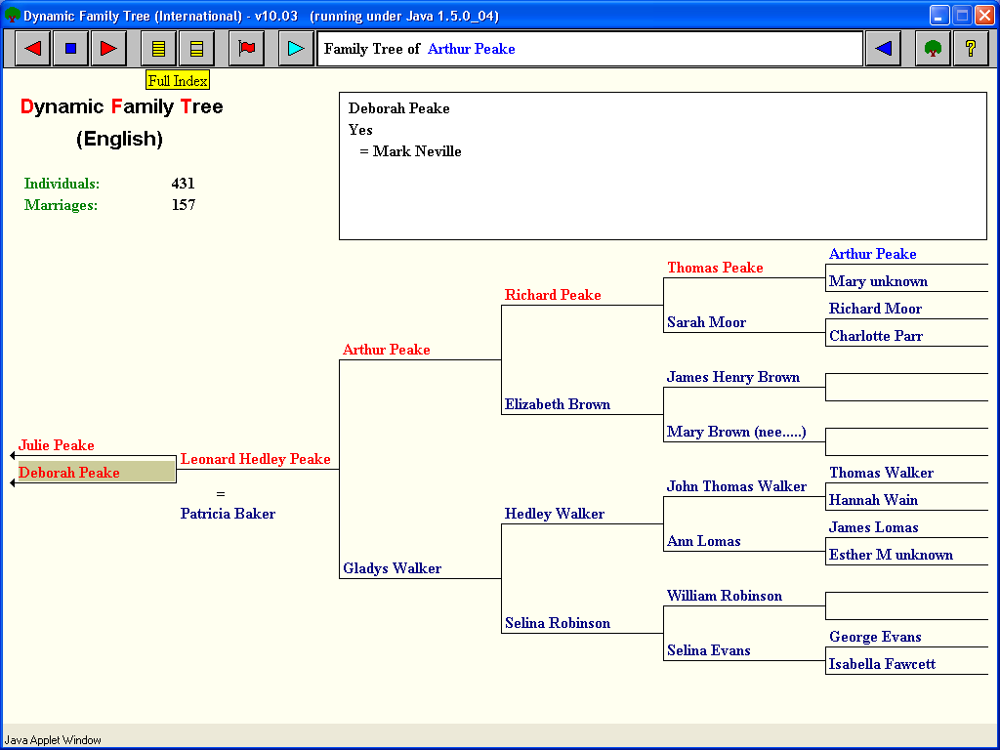 Dynamic Family Tree (International) - v10.03 (running under Java 1.5.0_04)
Family Tree of Arthur Peake
?
Full Index
Dynamic Family Tree
(English)
Individuals: 431
Marriages: 157
Deborah Peake
Yes
= Mark Neville
Arthur Peake
Thomas Peake
Mary unknown
Richard Peake
Richard Moor
Sarah Moor
Charlotte Parr
Arthur Peake
James Henry Brown
Elizabeth Brown
Mary Brown (nee.....)
Julie Peake
Leonard Hedley Peake
Deborah Peake
=
Patricia Baker
Thomas Walker
John Thomas Walker
Hannah Wain
Hedley Walker
James Lomas
Ann Lomas
Esther M unknown
Gladys Walker
William Robinson
Selina Robinson
George Evans
Selina Evans
Isabella Fawcett
Java Applet Window